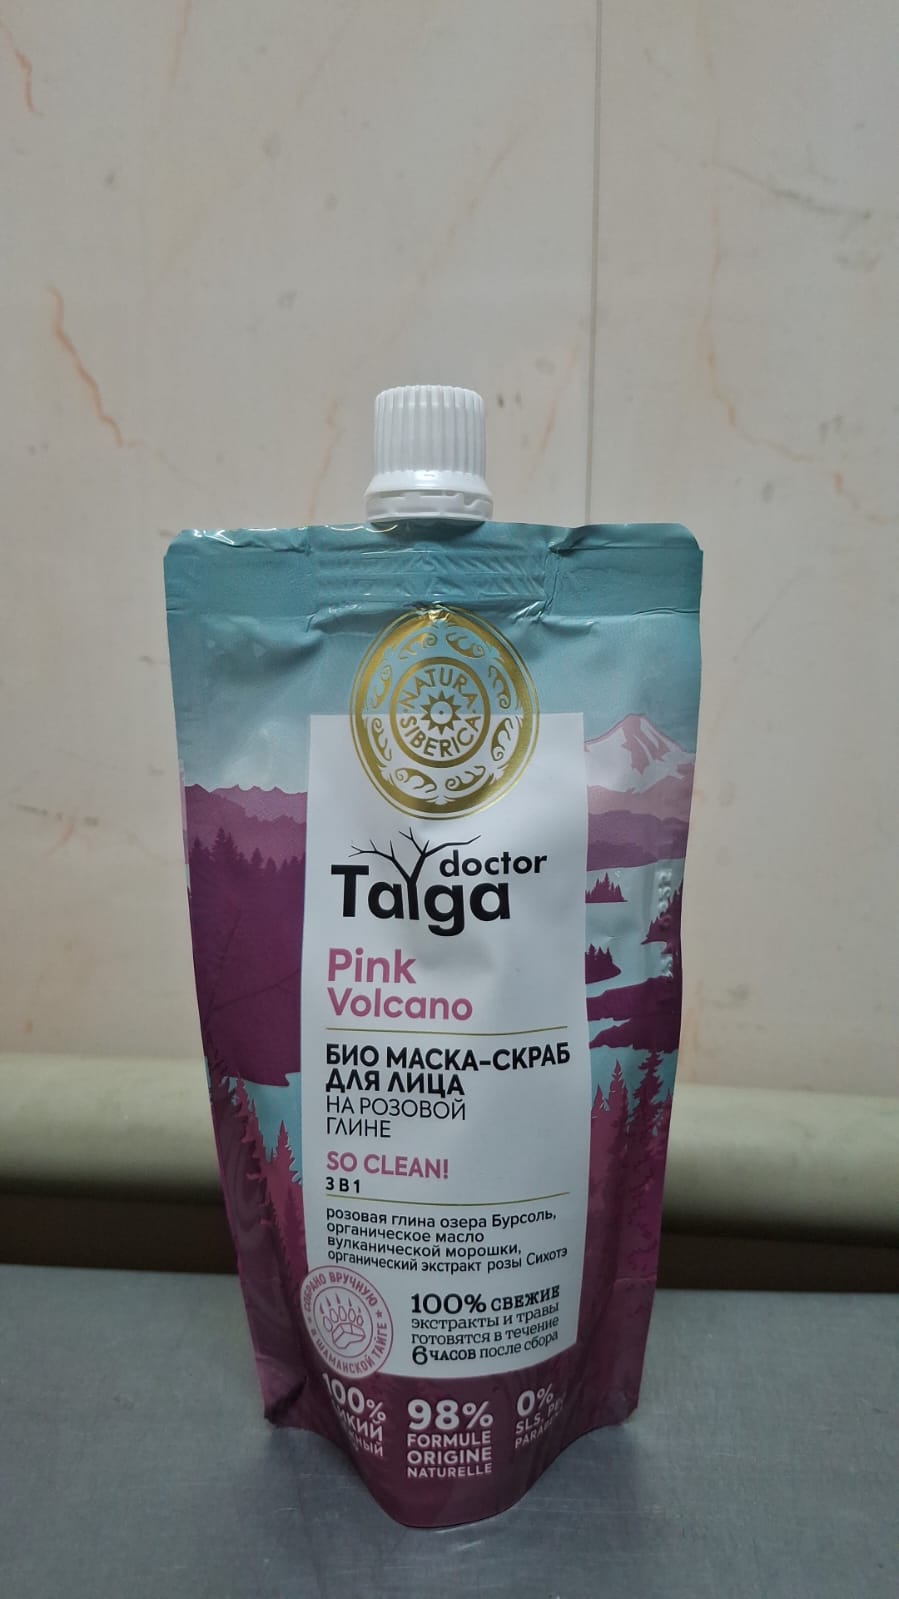 NATURA
SIBERICA
doctor
Taiga
Pink
Volcano
БИО МАСКА-СКРАБ
ДЛЯ ЛИЦА
НА РОЗОВОЙ
ГЛИНЕ
SO CLEAN!
3 В 1
розовая глина озера Бурсоль,
органическое масло
вулканической морошки,
органический экстракт розы Сихотэ
СОБРАНО ВРУЧНУЮ
В ШАМАНСКОЙ ТАЙГЕ
100% СВЕЖИЕ
экстракты и травы
готовятся в течение
6 ЧАСОВ после сбора
100%
98%
FORMULE
ORIGINE
NATURELLE
0%
SLS,